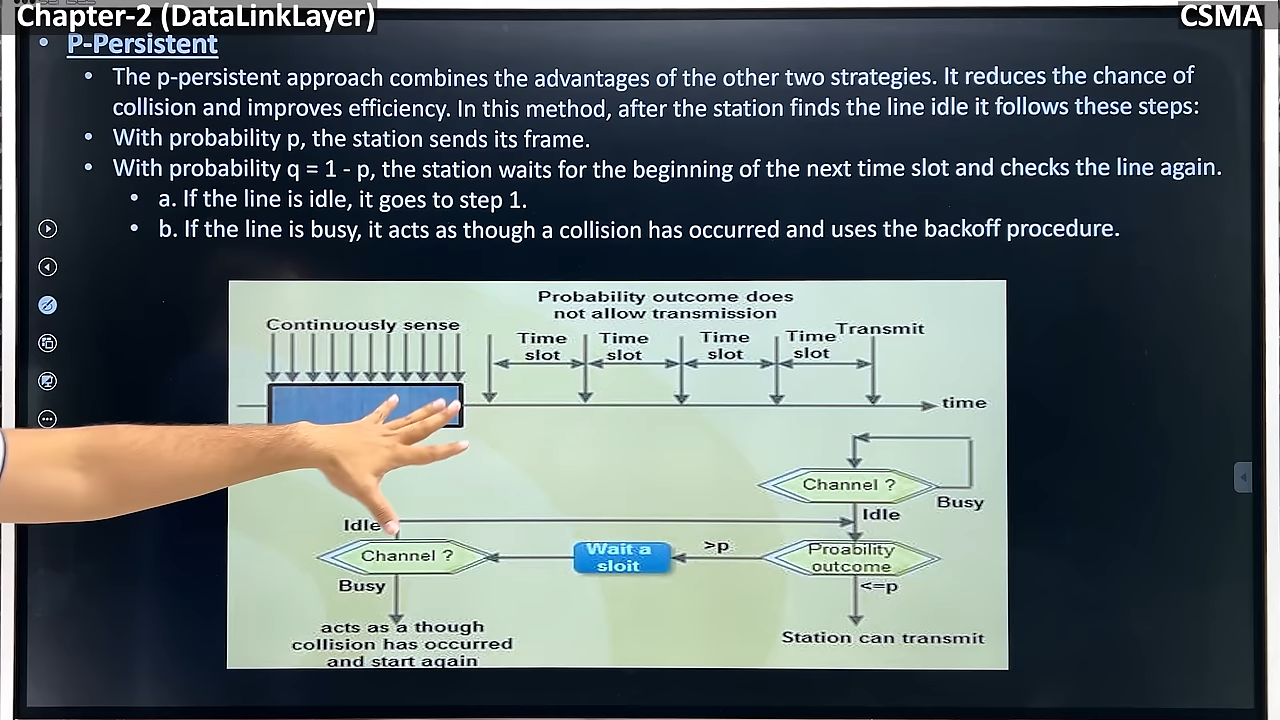 Chapter-2 (DataLinkLayer)
CSMA
• P-Persistent
• The p-persistent approach combines the advantages of the other two strategies. It reduces the chance of
collision and improves efficiency. In this method, after the station finds the line idle it follows these steps:
• With probability p, the station sends its frame.
• With probability q = 1 - p, the station waits for the beginning of the next time slot and checks the line again.
• a. If the line is idle, it goes to step 1.
• b. If the line is busy, it acts as though a collision has occurred and uses the backoff procedure.
Probability outcome does
not allow transmission
Continuously sense
Time
slot
Time
slot
Time
slot
Time
slot
Transmit
time
Channel ?
Busy
Idle
Idle
Channel ?
Wait a
sloit
>p
Proability
outcome
Busy
<=p
acts as a though
collision has occurred
and start again
Station can transmit